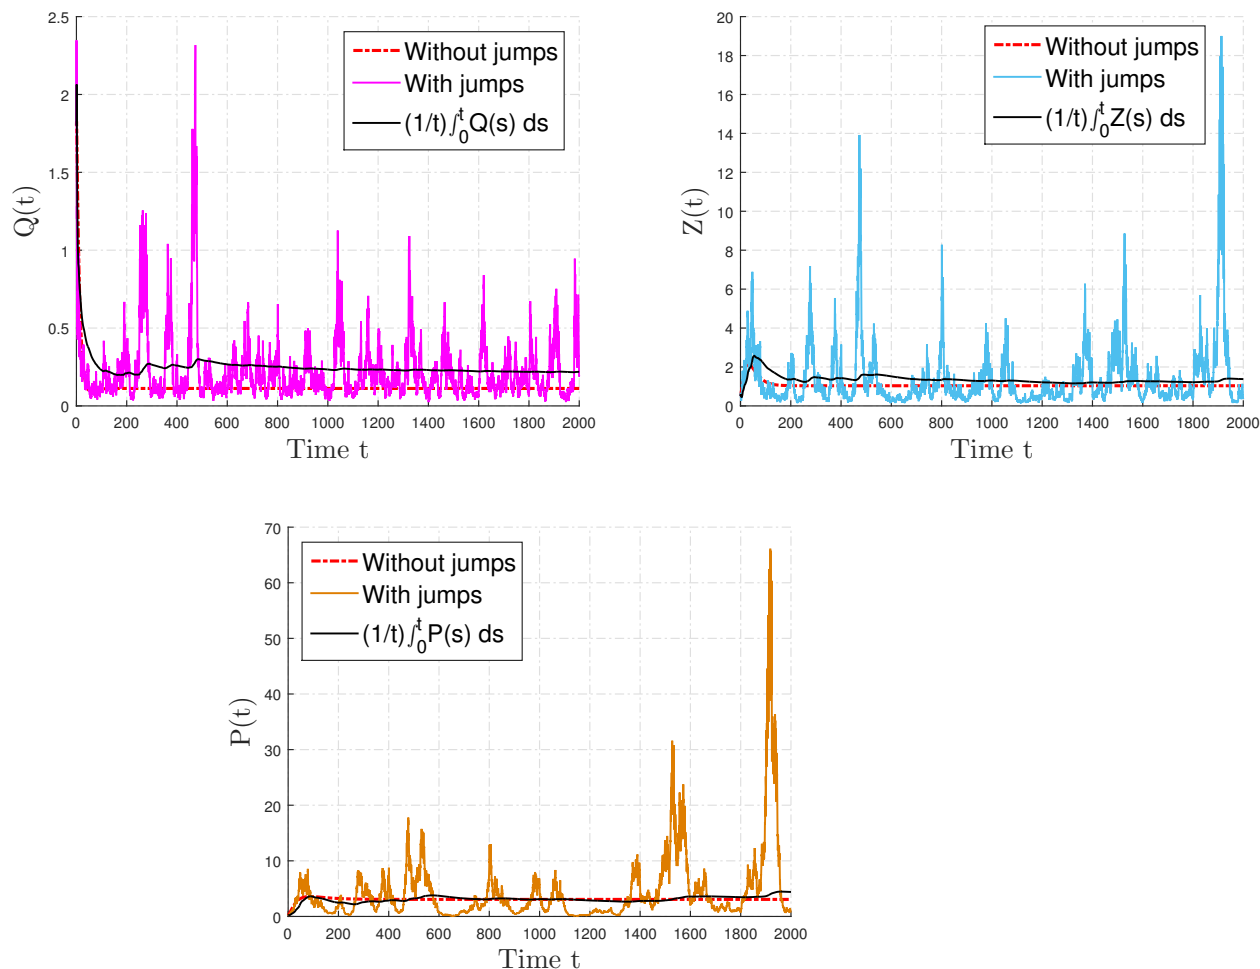 2.5
2
1.5
1
0.5
0
Q(t)
Without jumps
With jumps
(1/t)∫₀ᵗQ(s) ds
0 200 400 600 800 1000 1200 1400 1600 1800 2000
Time t
20
18
16
14
12
10
8
6
4
2
0
Z(t)
Without jumps
With jumps
(1/t)∫₀ᵗZ(s) ds
0 200 400 600 800 1000 1200 1400 1600 1800 2000
Time t
70
60
50
40
30
20
10
0
P(t)
Without jumps
With jumps
(1/t)∫₀ᵗP(s) ds
0 200 400 600 800 1000 1200 1400 1600 1800 2000
Time t